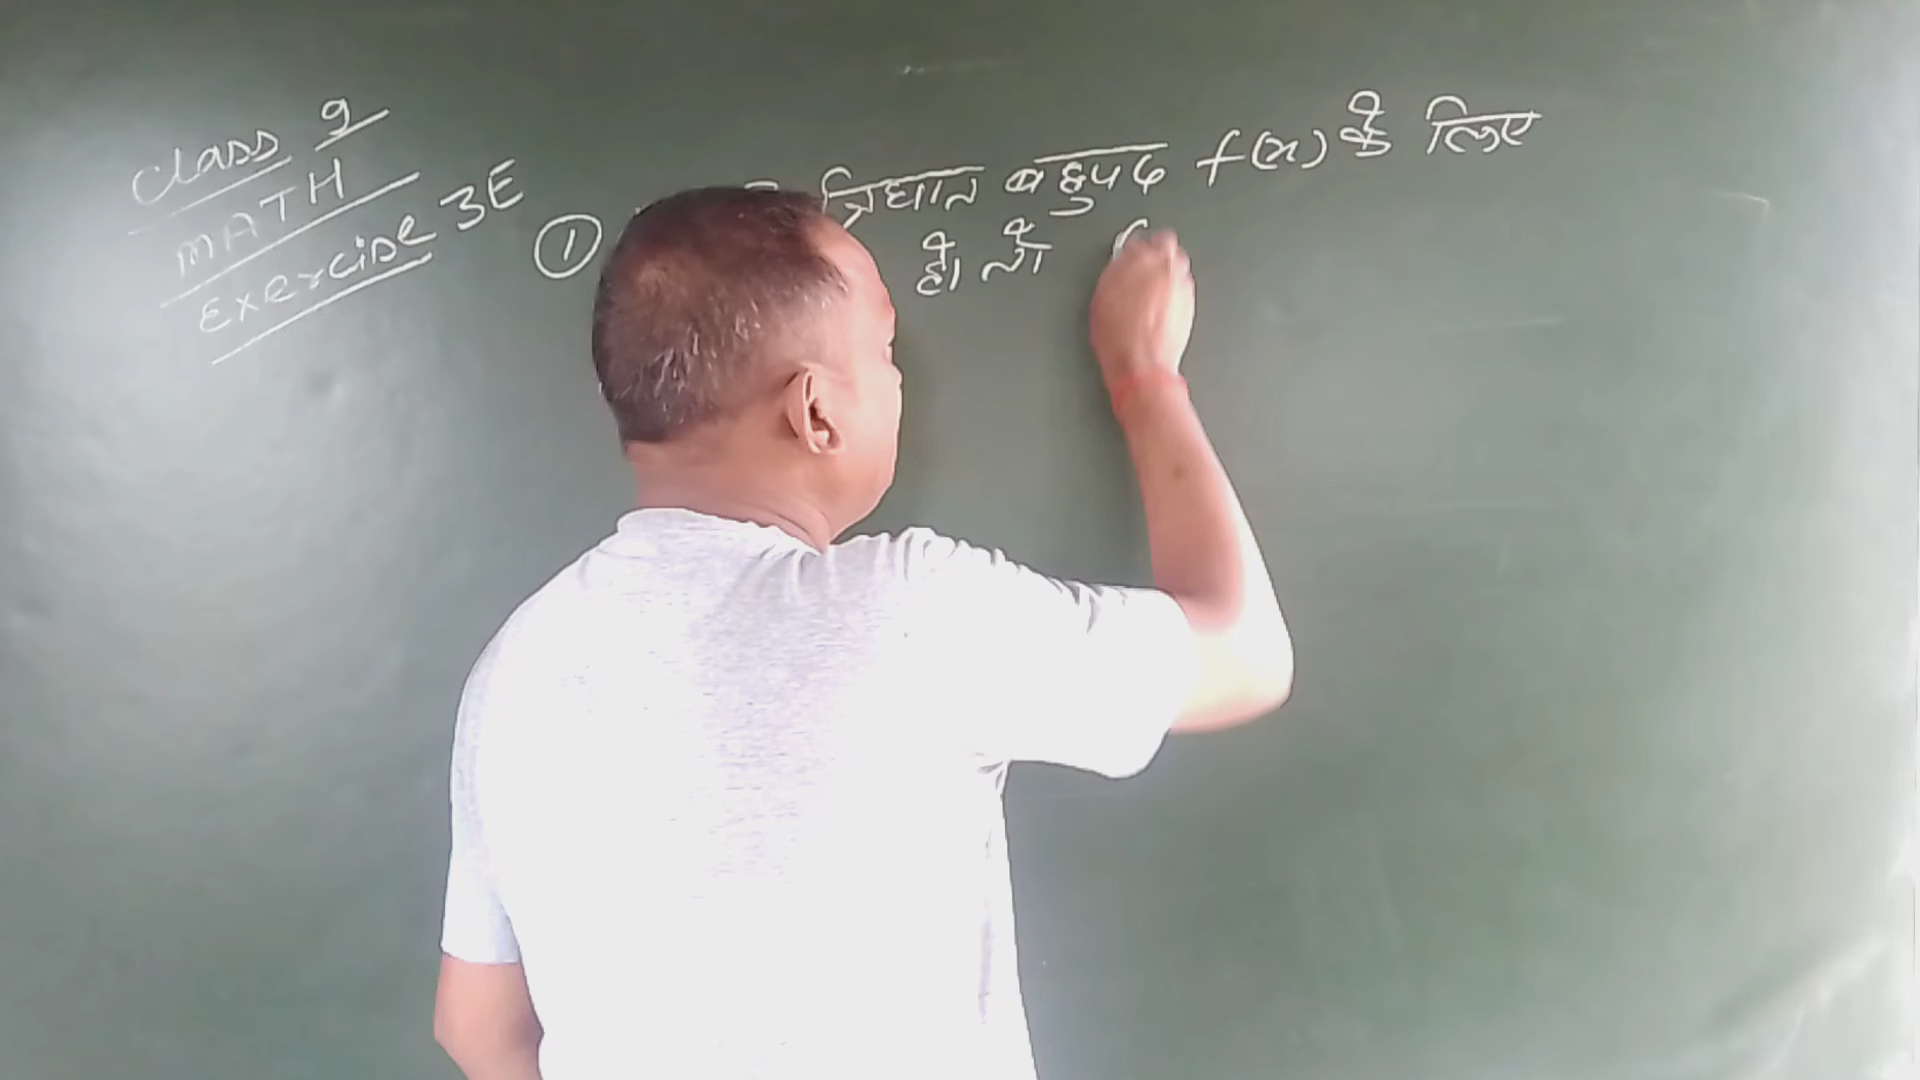 class 9
MATH
Exercise 3E
① त्रिघात बहुपद f(x) के लिए
हो तो